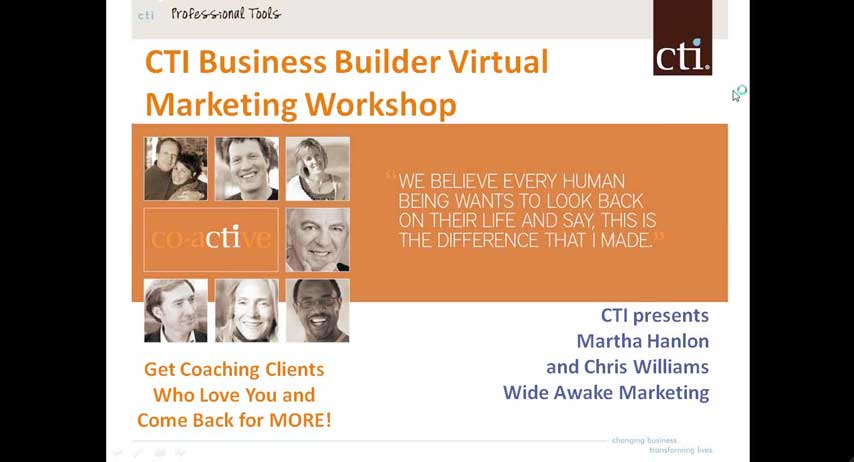 cti Professional Tools
cti
CTI Business Builder Virtual
Marketing Workshop
co-active
“WE BELIEVE EVERY HUMAN
BEING WANTS TO LOOK BACK
ON THEIR LIFE AND SAY, THIS IS
THE DIFFERENCE THAT I MADE.”
CTI presents
Martha Hanlon
and Chris Williams
Wide Awake Marketing
Get Coaching Clients
Who Love You and
Come Back for MORE!
changing business
transforming lives